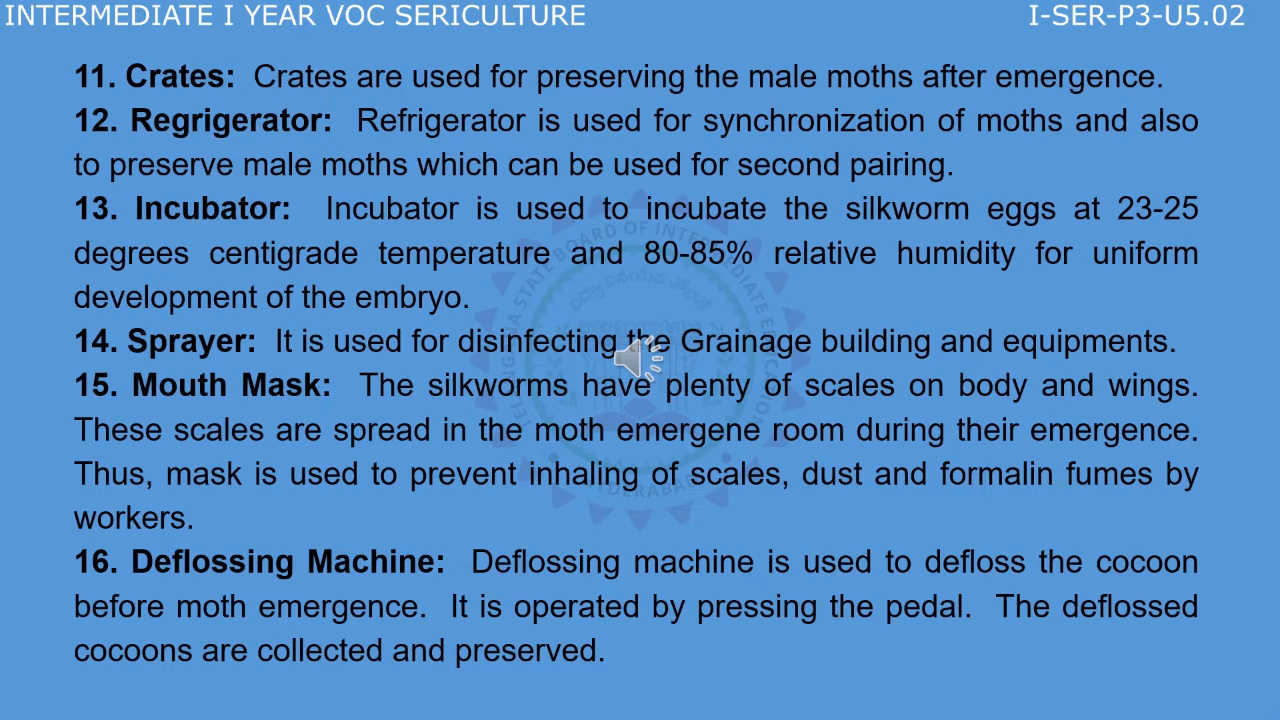 INTERMEDIATE I YEAR VOC SERICULTURE I-SER-P3-U5.02
11. Crates: Crates are used for preserving the male moths after emergence.
12. Regrigerator: Refrigerator is used for synchronization of moths and also
to preserve male moths which can be used for second pairing.
13. Incubator: Incubator is used to incubate the silkworm eggs at 23-25
degrees centigrade temperature and 80-85% relative humidity for uniform
development of the embryo.
14. Sprayer: It is used for disinfecting the Grainage building and equipments.
15. Mouth Mask: The silkworms have plenty of scales on body and wings.
These scales are spread in the moth emergene room during their emergence.
Thus, mask is used to prevent inhaling of scales, dust and formalin fumes by
workers.
16. Deflossing Machine: Deflossing machine is used to defloss the cocoon
before moth emergence. It is operated by pressing the pedal. The deflossed
cocoons are collected and preserved.
TELANGANA STATE BOARD OF INTERMEDIATE EDUCATION
HYDERABAD